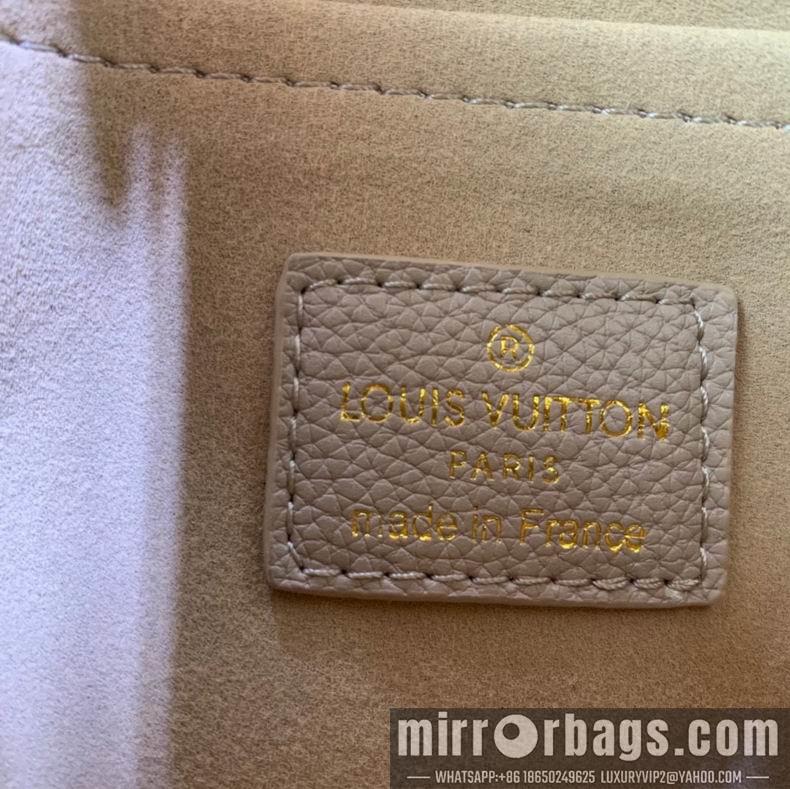 ®
LOUIS VUITTON
PARIS
made in France
mirrorbags.com
WHATSAPP:+86 18650249625 LUXURYVIP2@YAHOO.COM